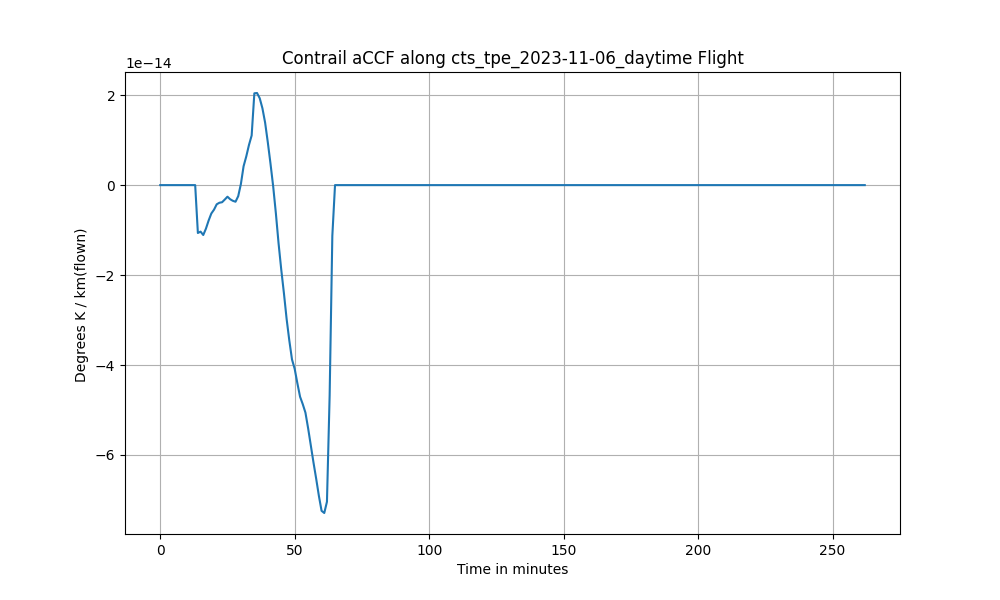 Contrail aCCF along cts_tpe_2023-11-06_daytime Flight
1e−14
2
0
−2
−4
−6
Degrees K / km(flown)
0 50 100 150 200 250
Time in minutes